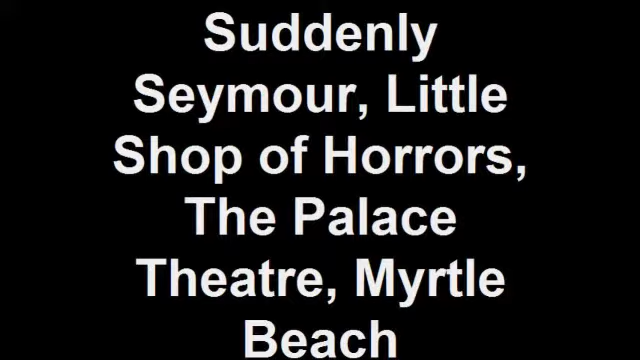 Suddenly
Seymour, Little
Shop of Horrors,
The Palace
Theatre, Myrtle
Beach